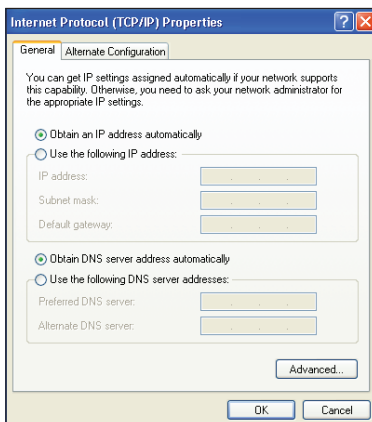 Internet Protocol (TCP/IP) Properties
General
Alternate Configuration
You can get IP settings assigned automatically if your network supports
this capability. Otherwise, you need to ask your network administrator for
the appropriate IP settings.
Obtain an IP address automatically
Use the following IP address:
IP address:
Subnet mask:
Default gateway:
Obtain DNS server address automatically
Use the following DNS server addresses:
Preferred DNS server:
Alternate DNS server:
Advanced...
OK
Cancel